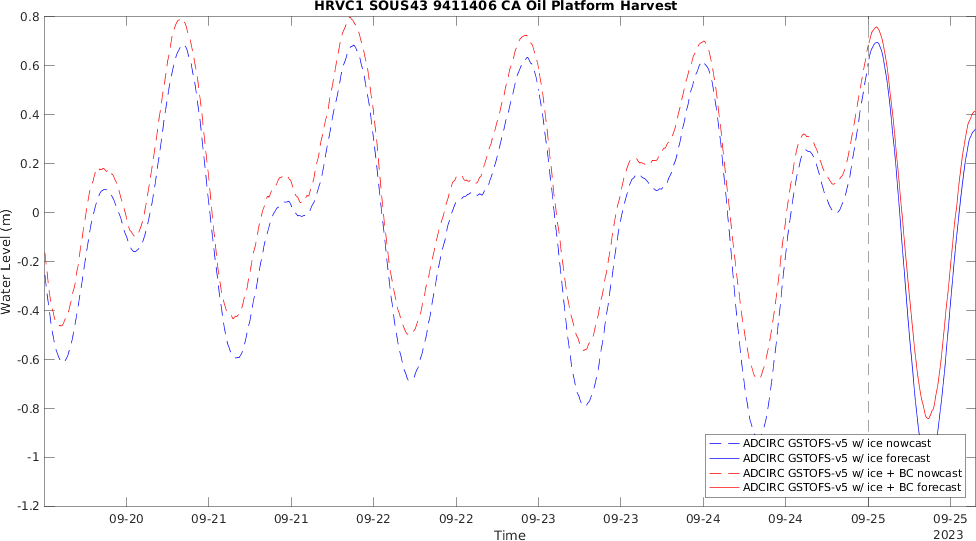 HRVC1 SOUS43 9411406 CA Oil Platform Harvest
0.8
0.6
0.4
0.2
0
-0.2
-0.4
-0.6
-0.8
-1
-1.2
Water Level (m)
ADCIRC GSTOFS-v5 w/ ice nowcast
ADCIRC GSTOFS-v5 w/ ice forecast
ADCIRC GSTOFS-v5 w/ ice + BC nowcast
ADCIRC GSTOFS-v5 w/ ice + BC forecast
09-20 09-21 09-21 09-22 09-22 09-23 09-23 09-24 09-24 09-25 09-25
Time
2023